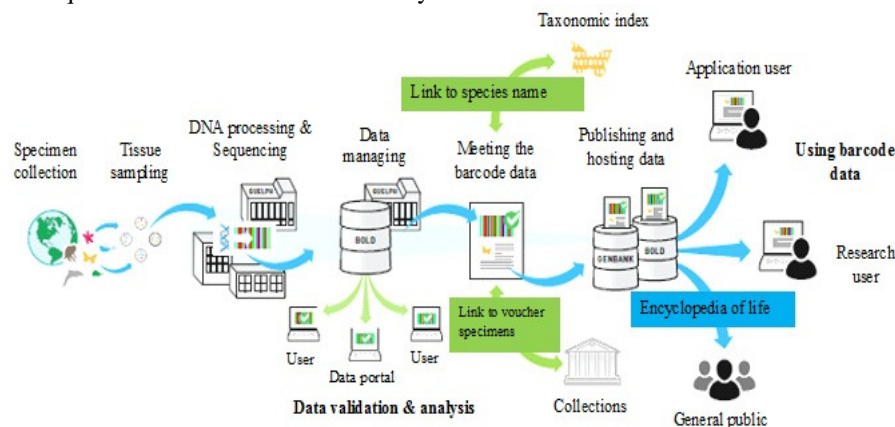 Taxonomic index
Application user
Link to species name
DNA processing &
Sequencing
Data
managing
Meeting the
barcode data
Publishing and
hosting data
Specimen
collection
Tissue
sampling
Using barcode
data
GUELPH
GUELPH
BOLD
GENBANK
BOLD
Research
user
Link to voucher
specimens
Encyclopedia of life
User
User
Data portal
Data validation & analysis
Collections
General public